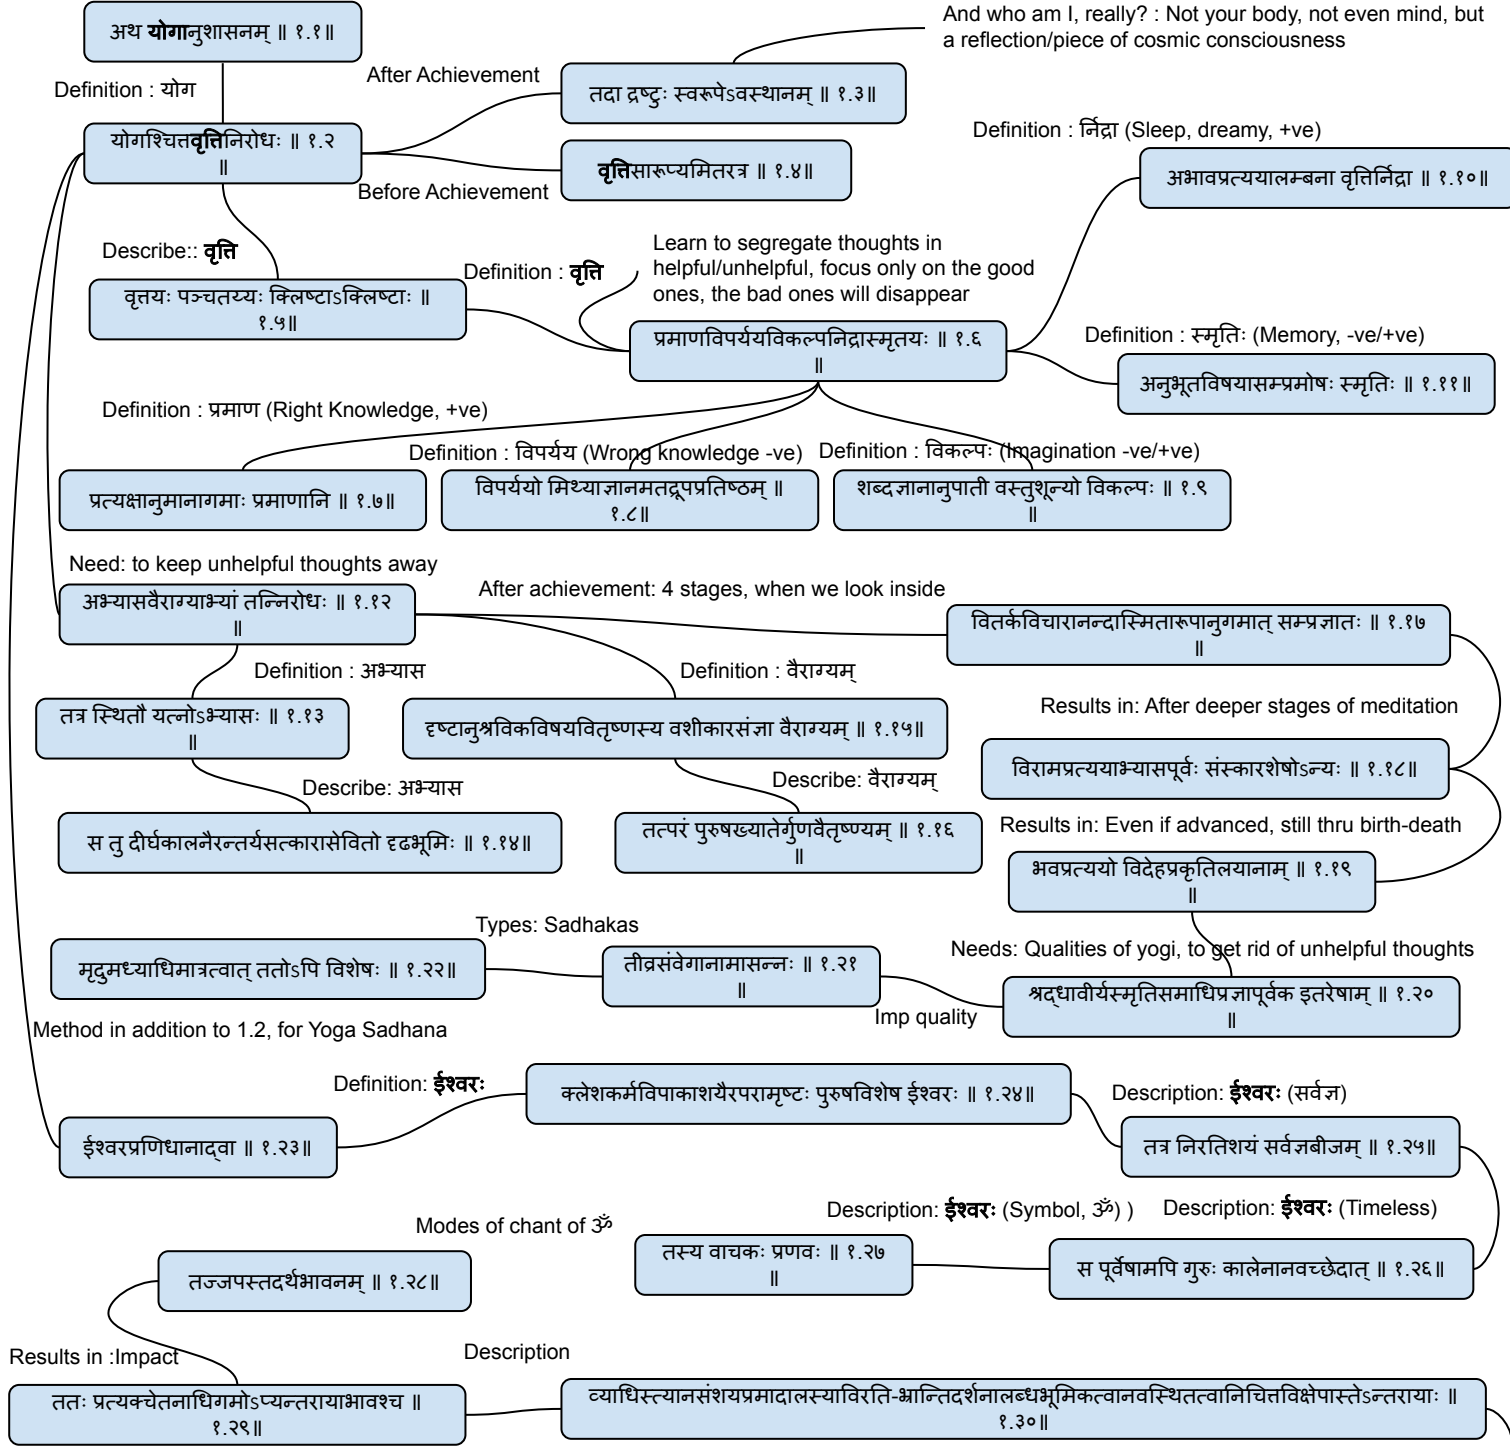 And who am I, really? : Not your body, not even mind, but
a reflection/piece of cosmic consciousness
अथ योगानुशासनम् ॥ १.१॥
After Achievement
Definition : योग
तदा द्रष्टुः स्वरूपेऽवस्थानम् ॥ १.३॥
योगश्चित्तवृत्तिनिरोधः ॥ १.२
॥
Definition : र्निद्रा (Sleep, dreamy, +ve)
वृत्तिसारूप्यमितरत्र ॥ १.४॥
अभावप्रत्ययालम्बना वृत्तिर्निद्रा ॥ १.१०॥
Before Achievement
Describe:: वृत्ति
Definition : वृत्ति
Learn to segregate thoughts in
helpful/unhelpful, focus only on the good
ones, the bad ones will disappear
वृत्तयः पञ्चतय्यः क्लिष्टाऽक्लिष्टाः ॥
१.५॥
प्रमाणविपर्ययविकल्पनिद्रास्मृतयः ॥ १.६
॥
Definition : स्मृतिः (Memory, -ve/+ve)
अनुभूतविषयासम्प्रमोषः स्मृतिः ॥ १.११॥
Definition : प्रमाण (Right Knowledge, +ve)
Definition : विपर्यय (Wrong knowledge -ve)
Definition : विकल्पः (Imagination -ve/+ve)
प्रत्यक्षानुमानागमाः प्रमाणानि ॥ १.७॥
विपर्ययो मिथ्याज्ञानमतद्रूपप्रतिष्ठम् ॥
१.८॥
शब्दज्ञानानुपाती वस्तुशून्यो विकल्पः ॥ १.९
॥
Need: to keep unhelpful thoughts away
After achievement: 4 stages, when we look inside
अभ्यासवैराग्याभ्यां तन्निरोधः ॥ १.१२
॥
वितर्कविचारानन्दास्मितारूपानुगमात् सम्प्रज्ञातः ॥ १.१७
॥
Definition : अभ्यास
Definition : वैराग्यम्
तत्र स्थितौ यत्नोऽभ्यासः ॥ १.१३
॥
दृष्टानुश्रविकविषयवितृष्णस्य वशीकारसंज्ञा वैराग्यम् ॥ १.१५॥
Results in: After deeper stages of meditation
विरामप्रत्ययाभ्यासपूर्वः संस्कारशेषोऽन्यः ॥ १.१८॥
Describe: अभ्यास
Describe: वैराग्यम्
स तु दीर्घकालनैरन्तर्यसत्कारासेवितो दृढभूमिः ॥ १.१४॥
तत्परं पुरुषख्यातेर्गुणवैतृष्ण्यम् ॥ १.१६
॥
Results in: Even if advanced, still thru birth-death
भवप्रत्ययो विदेहप्रकृतिलयानाम् ॥ १.१९
॥
Types: Sadhakas
Needs: Qualities of yogi, to get rid of unhelpful thoughts
मृदुमध्याधिमात्रत्वात् ततोऽपि विशेषः ॥ १.२२॥
तीव्रसंवेगानामासन्नः ॥ १.२१
॥
श्रद्धावीर्यस्मृतिसमाधिप्रज्ञापूर्वक इतरेषाम् ॥ १.२०
॥
Imp quality
Method in addition to 1.2, for Yoga Sadhana
Definition: ईश्वरः
क्लेशकर्मविपाकाशयैरपरामृष्टः पुरुषविशेष ईश्वरः ॥ १.२४॥
Description: ईश्वरः (सर्वज्ञ)
ईश्वरप्रणिधानाद्वा ॥ १.२३॥
तत्र निरतिशयं सर्वज्ञबीजम् ॥ १.२५॥
Description: ईश्वरः (Symbol, ॐ) )
Description: ईश्वरः (Timeless)
Modes of chant of ॐ
तस्य वाचकः प्रणवः ॥ १.२७
॥
स पूर्वेषामपि गुरुः कालेनानवच्छेदात् ॥ १.२६॥
तज्जपस्तदर्थभावनम् ॥ १.२८॥
Results in :Impact
Description
ततः प्रत्यक्चेतनाधिगमोऽप्यन्तरायाभावश्च ॥
१.२९॥
व्याधिस्त्यानसंशयप्रमादालस्याविरति-भ्रान्तिदर्शनालब्धभूमिकत्वानवस्थितत्वानिचित्तविक्षेपास्तेऽन्तरायाः ॥
१.३०॥